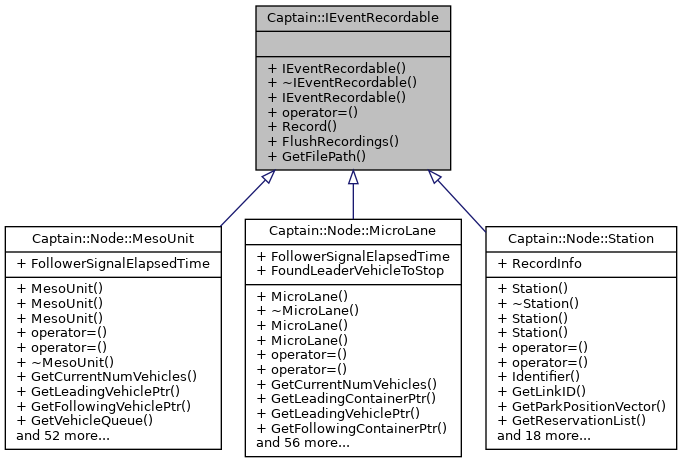 Captain::IEventRecordable
+ IEventRecordable()
+ ~IEventRecordable()
+ IEventRecordable()
+ operator=()
+ Record()
+ FlushRecordings()
+ GetFilePath()
Captain::Node::MesoUnit
+ FollowerSignalElapsedTime
+ MesoUnit()
+ MesoUnit()
+ MesoUnit()
+ operator=()
+ operator=()
+ ~MesoUnit()
+ GetCurrentNumVehicles()
+ GetLeadingVehiclePtr()
+ GetFollowingVehiclePtr()
+ GetVehicleQueue()
and 52 more...
Captain::Node::MicroLane
+ FollowerSignalElapsedTime
+ FoundLeaderVehicleToStop
+ MicroLane()
+ ~MicroLane()
+ MicroLane()
+ MicroLane()
+ operator=()
+ operator=()
+ GetCurrentNumVehicles()
+ GetLeadingContainerPtr()
+ GetLeadingVehiclePtr()
+ GetFollowingContainerPtr()
and 56 more...
Captain::Node::Station
+ RecordInfo
+ Station()
+ ~Station()
+ Station()
+ Station()
+ operator=()
+ operator=()
+ Identifier()
+ GetLinkID()
+ GetParkPositionVector()
+ GetReservationList()
and 18 more...